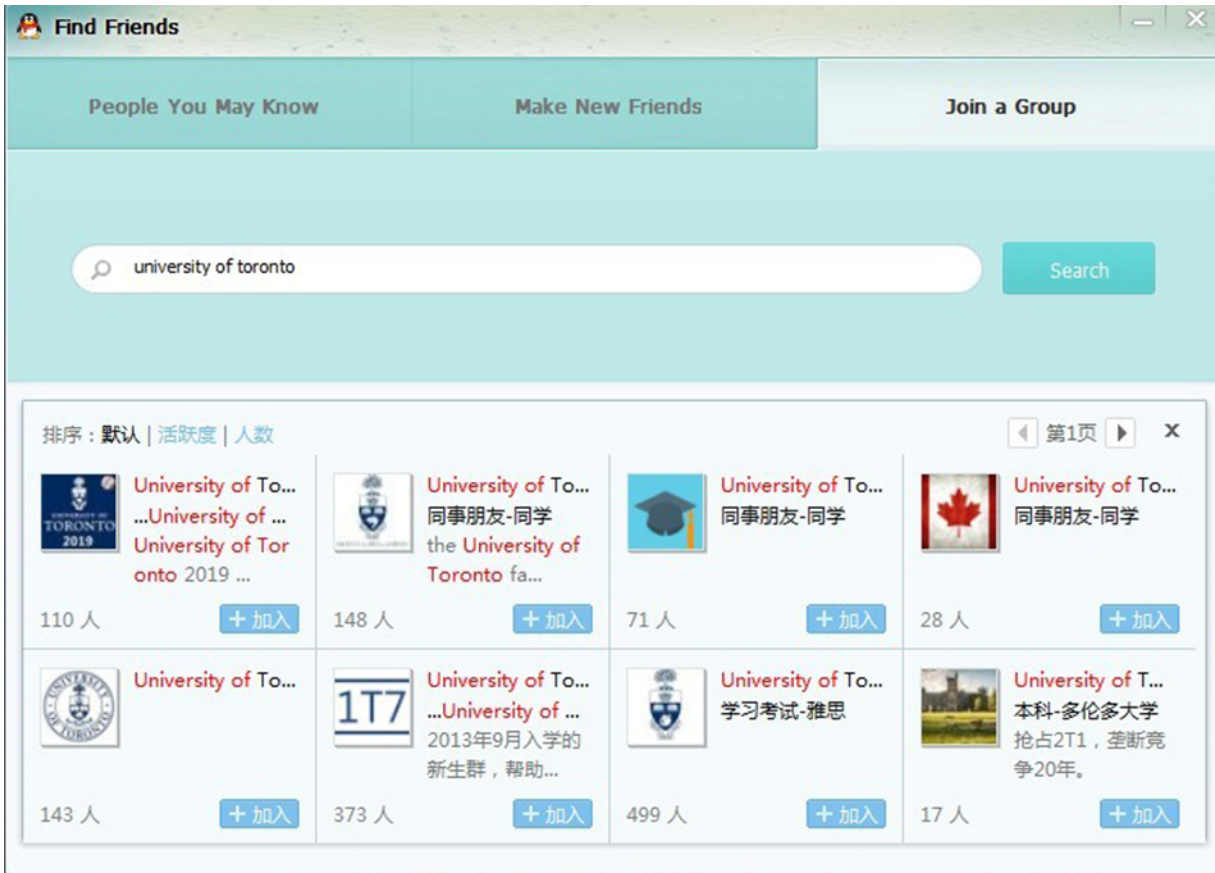 Find Friends
People You May Know
Make New Friends
Join a Group
university of toronto
Search
排序：默认 | 活跃度 | 人数
第1页
X
TORONTO
2019
University of To...
...University of ...
University of Tor
onto 2019 ...
110 人
加入
University of To...
同事朋友-同学
the University of
Toronto fa...
148 人
加入
University of To...
同事朋友-同学
71 人
加入
University of To...
同事朋友-同学
28 人
加入
University of To...
143 人
加入
1T7
University of To...
...University of ...
2013年9月入学的
新生群，帮助...
373 人
加入
University of To...
学习考试-雅思
499 人
加入
University of T...
本科-多伦多大学
抢占2T1，垄断竞
争20年。
17 人
加入